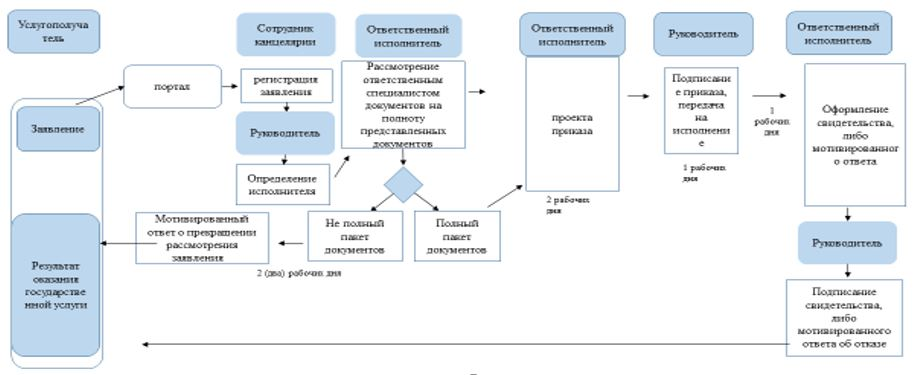 Услугополуча
тель
Сотрудник
канцелярии
Ответственный
исполнитель
Ответственный
исполнитель
Руководитель
Ответственный
исполнитель
Заявление
портал
регистрация
заявления
Руководитель
Определение
исполнителя
Рассмотрение
ответственным
специалистом
документов на
полноту
представленных
документов
проекта
приказа
2 рабочих
дня
Подписани
е приказа,
передача
на
исполнени
е
1 рабочих
дня
1
рабочих
дня
Оформление
свидетельства,
либо
мотивированног
о ответа
Руководитель
Подписание
свидетельства,
либо
мотивированного
ответа об отказе
Не полный
пакет
документов
Полный
пакет
документов
Мотивированный
ответ о прекращении
рассмотрения
заявления
2 (два) рабочих дня
Результат
оказания
государстве
нной услуги